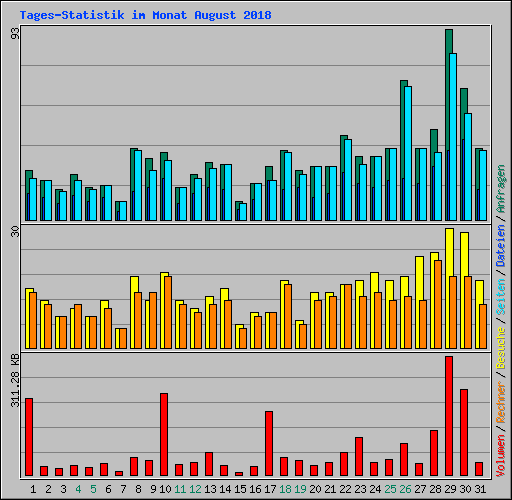 Tages-Statistik im Monat August 2018
93
30
311.28 KB
Volumen / Rechner / Besuche / Seiten / Dateien / Anfragen
1 2 3 4 5 6 7 8 9 10 11 12 13 14 15 16 17 18 19 20 21 22 23 24 25 26 27 28 29 30 31